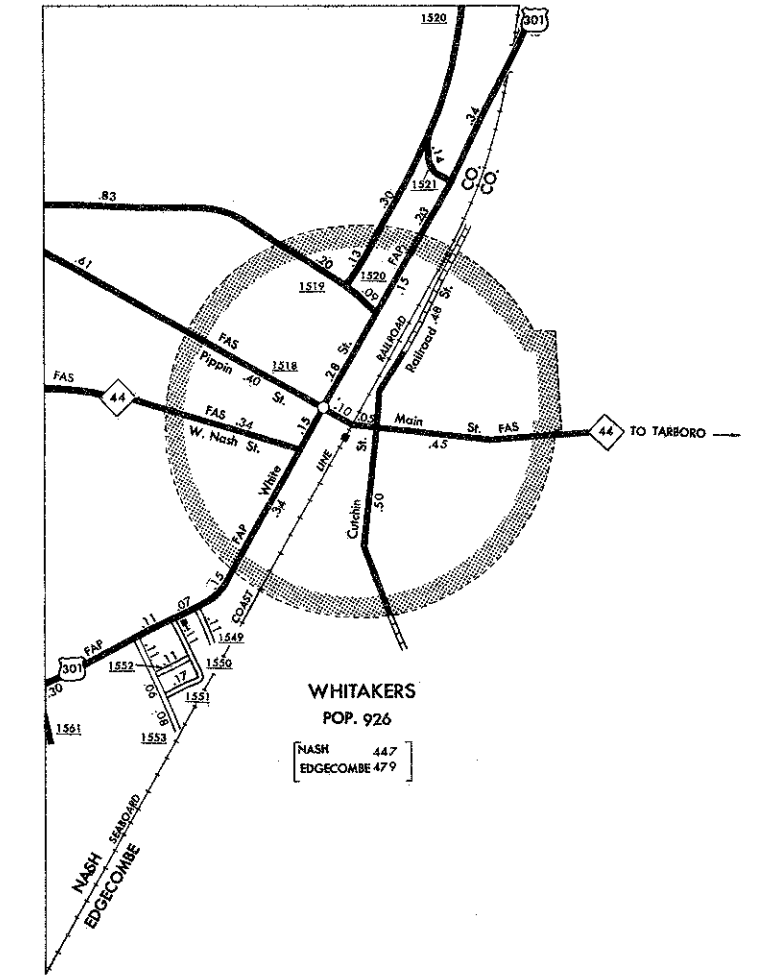 1520
301
.34
.14
1521
CO.
CO.
.83
.30
.23
.20
.13
1520
FAP
.15
1519
.09
.61
FAS
Pippin .40 St.
1518
.28 St.
RAILROAD
Railroad .48 St.
FAS
44
FAS .34
W. Nash St.
.10
.05
Main St. FAS
.45
44 TO TARBORO
.15
St.
LINE
White
.34
Cutchin
.50
FAP
.15
COAST
.07
.11
.11
.11
.11
1549
FAP
301
1552
.11
1550
.30
.17
.06
1551
.08
1553
1561
WHITAKERS
POP. 926
NASH 447
EDGECOMBE 479
SEABOARD
NASH
EDGECOMBE